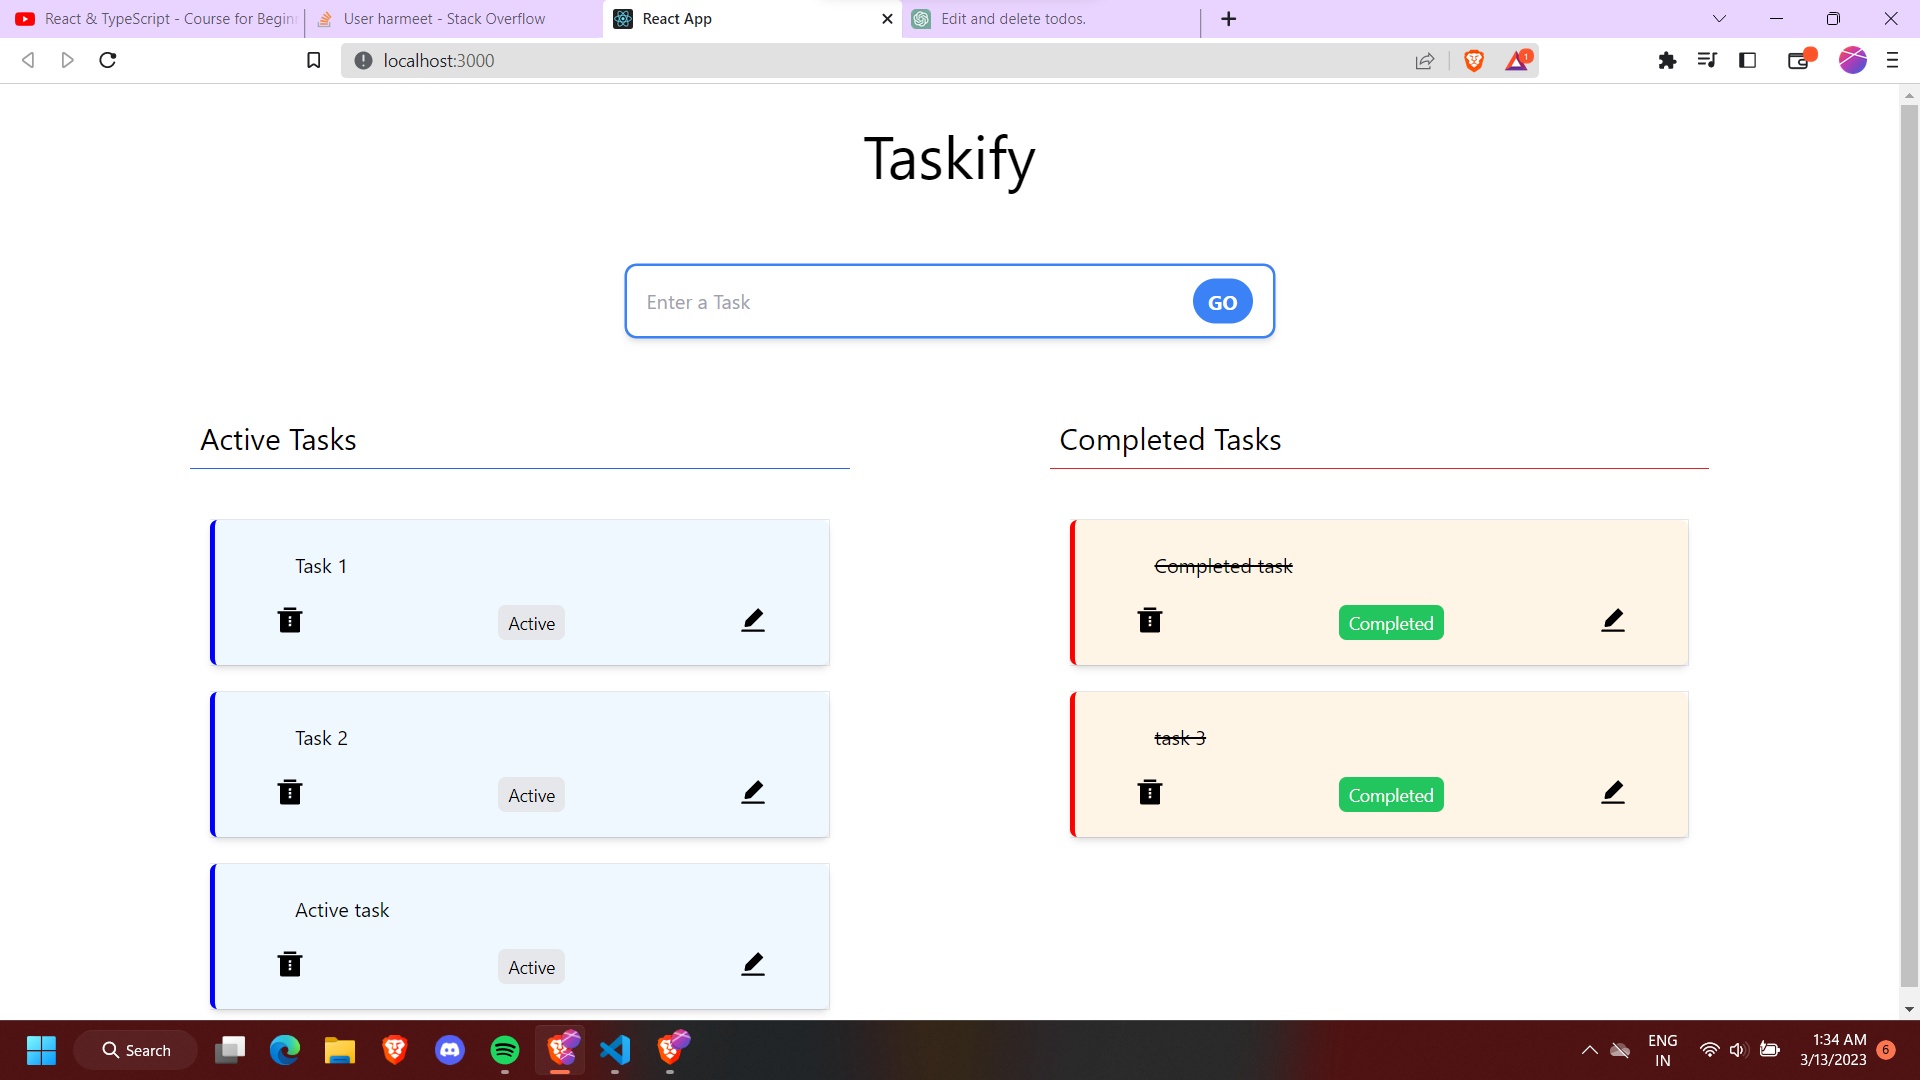 React & TypeScript - Course for Begin
User harmeet - Stack Overflow
React App
Edit and delete todos.
localhost:3000
1
Taskify
Enter a Task
GO
Active Tasks
Completed Tasks
Task 1
Active
Completed task
Completed
Task 2
Active
task 3
Completed
Active task
Active
Search
ENG
IN
1:34 AM
3/13/2023
6